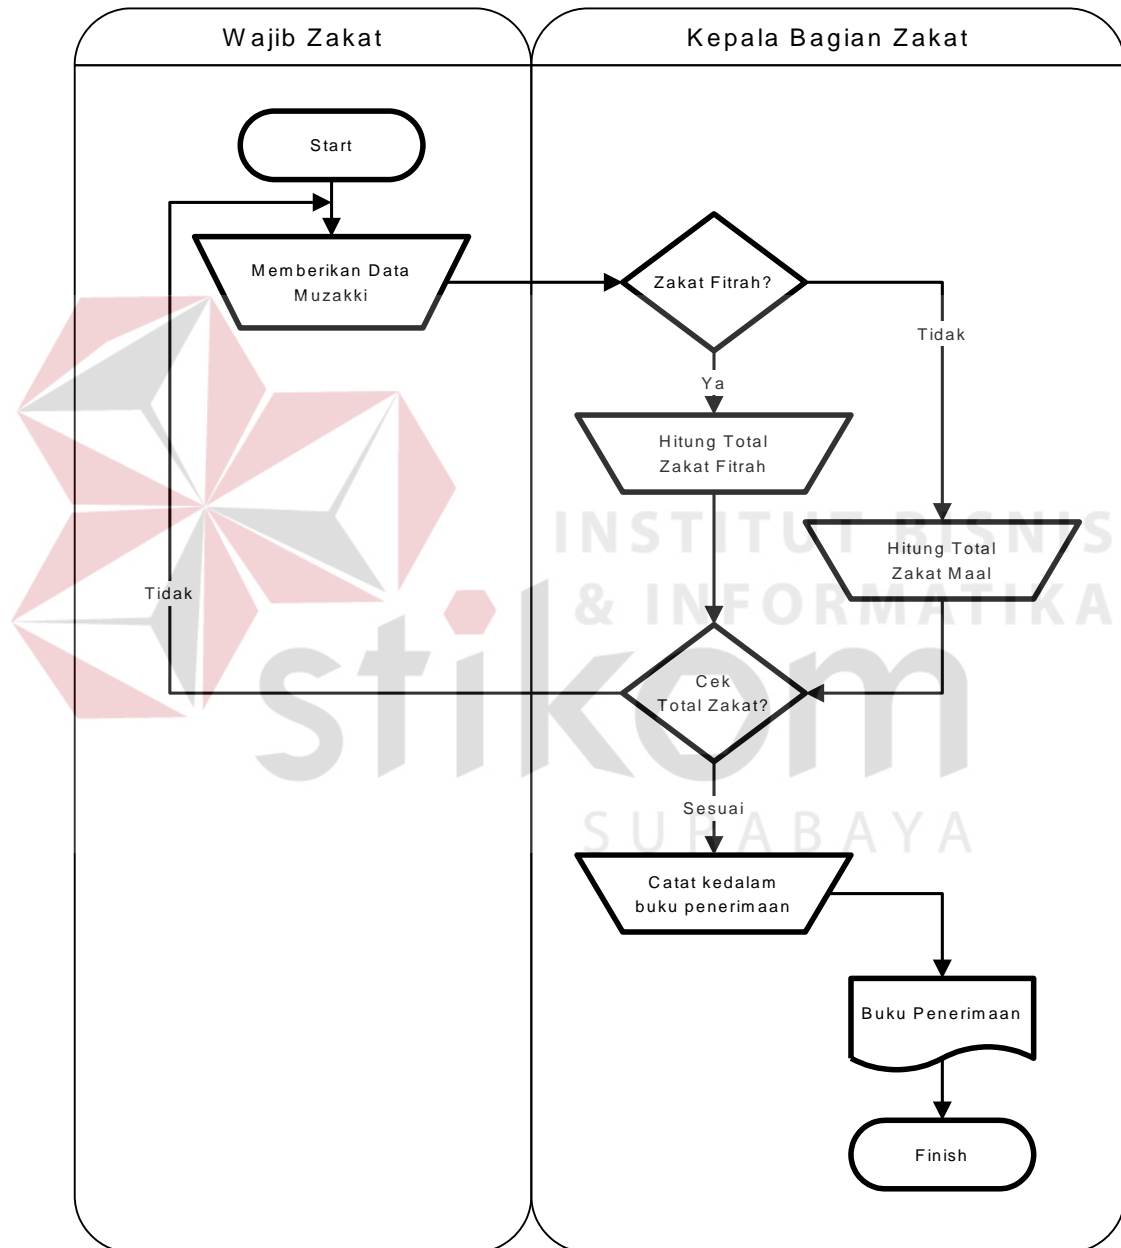 Wajib Zakat
Kepala Bagian Zakat
Start
Memberikan Data
Muzakki
Zakat Fitrah?
Tidak
Ya
Hitung Total
Zakat Fitrah
Hitung Total
Zakat Maal
Tidak
Cek
Total Zakat?
Sesuai
Catat kedalam
buku penerimaan
Buku Penerimaan
Finish
INSTITUT BISNIS
& INFORMATIKA
stikom
SURABAYA